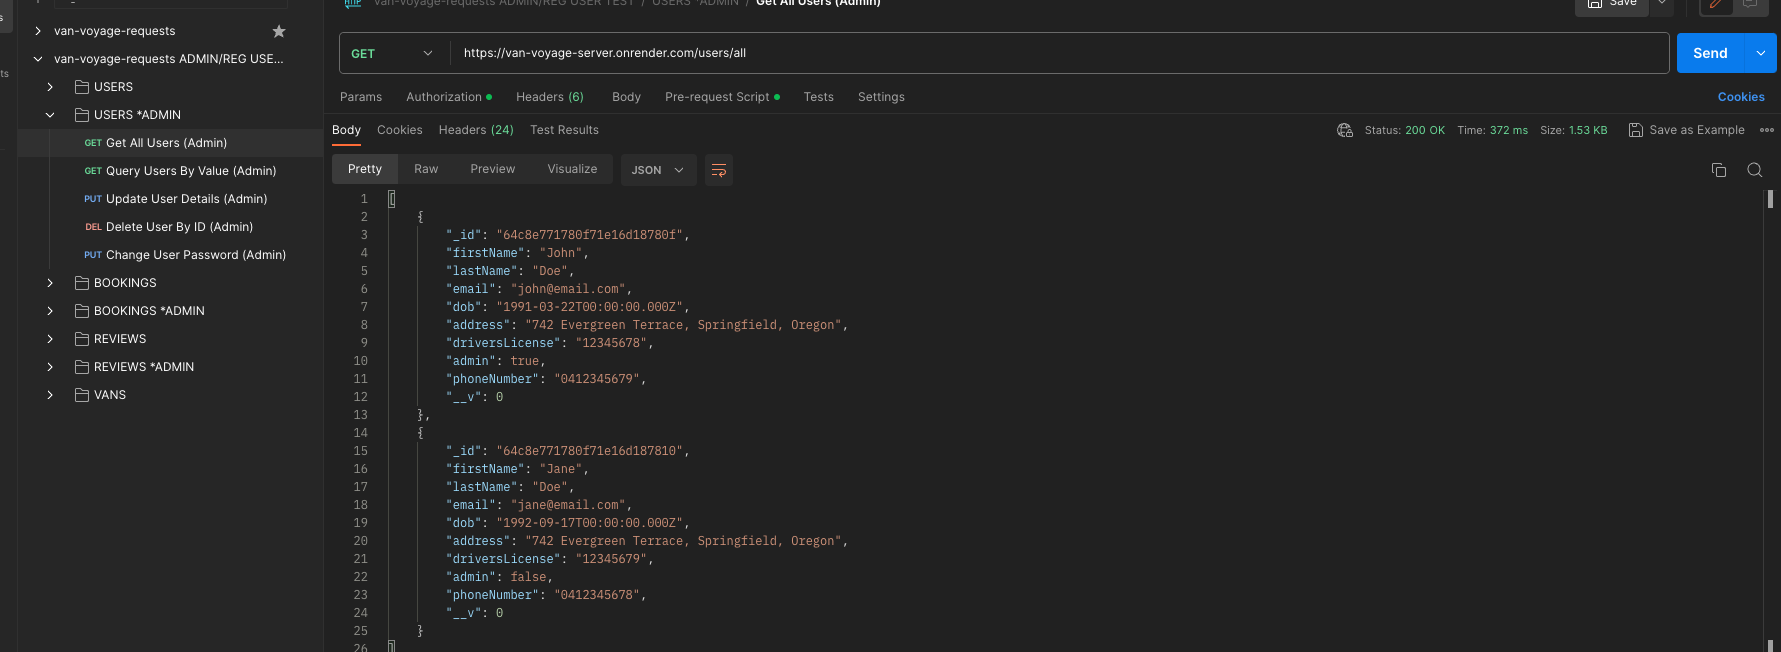 van-voyage-requests ADMIN/REG USER TEST / USERS *ADMIN / Get All Users (Admin)
Save
van-voyage-requests
van-voyage-requests ADMIN/REG USE...
USERS
USERS *ADMIN
GET Get All Users (Admin)
GET Query Users By Value (Admin)
PUT Update User Details (Admin)
DEL Delete User By ID (Admin)
PUT Change User Password (Admin)
BOOKINGS
BOOKINGS *ADMIN
REVIEWS
REVIEWS *ADMIN
VANS
GET https://van-voyage-server.onrender.com/users/all Send
Params Authorization Headers (6) Body Pre-request Script Tests Settings Cookies
Body Cookies Headers (24) Test Results Status: 200 OK Time: 372 ms Size: 1.53 KB Save as Example
Pretty Raw Preview Visualize JSON
1 [
2 {
3 "_id": "64c8e771780f71e16d18780f",
4 "firstName": "John",
5 "lastName": "Doe",
6 "email": "john@email.com",
7 "dob": "1991-03-22T00:00:00.000Z",
8 "address": "742 Evergreen Terrace, Springfield, Oregon",
9 "driversLicense": "12345678",
10 "admin": true,
11 "phoneNumber": "0412345679",
12 "__v": 0
13 },
14 {
15 "_id": "64c8e771780f71e16d187810",
16 "firstName": "Jane",
17 "lastName": "Doe",
18 "email": "jane@email.com",
19 "dob": "1992-09-17T00:00:00.000Z",
20 "address": "742 Evergreen Terrace, Springfield, Oregon",
21 "driversLicense": "12345679",
22 "admin": false,
23 "phoneNumber": "0412345678",
24 "__v": 0
25 }
26 ]